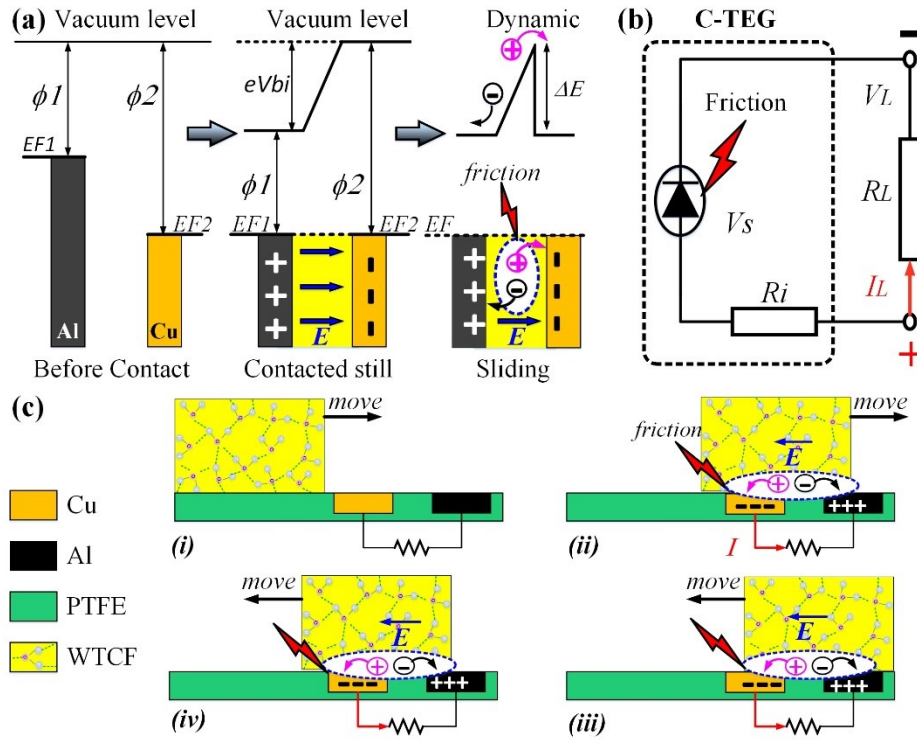 (a)
Vacuum level
Vacuum level
Dynamic
ϕ1
ϕ2
EF1
EF2
Al
Cu
Before Contact
eVbi
ϕ1
ϕ2
EF1
EF2
+
+
+
-
-
-
E
Contacted still
+
-
ΔE
friction
EF
+
+
+
+
-
-
-
-
E
Sliding
(b)
C-TEG
-
Friction
Vs
Ri
VL
RL
IL
+
(c)
Cu
Al
PTFE
WTCF
move
(i)
move
friction
E
+ -
--- +++
I
(ii)
move
E
+ -
--- +++
(iv)
move
E
+ -
--- +++
(iii)